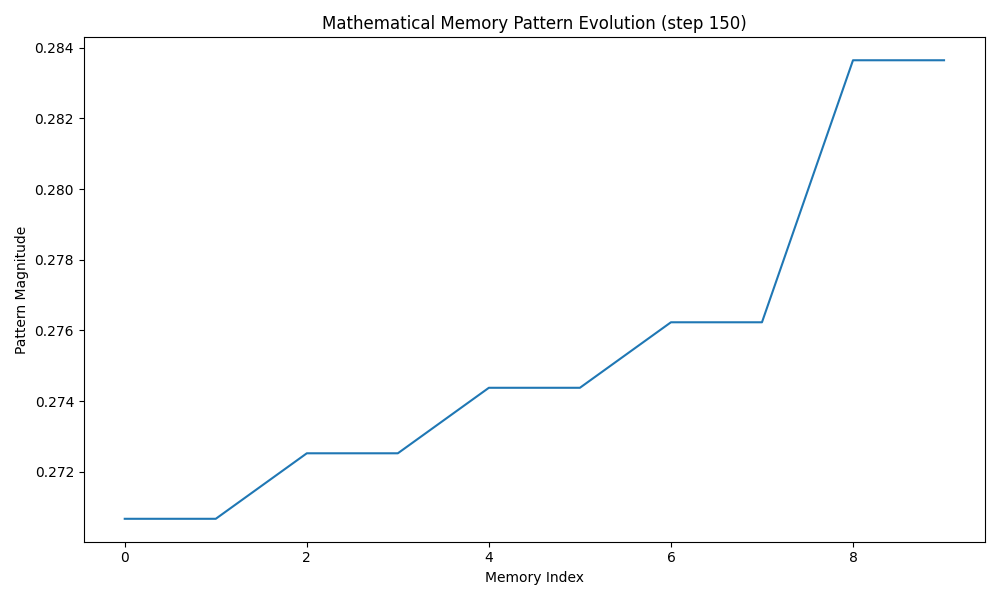 Mathematical Memory Pattern Evolution (step 150)
0.284
0.282
0.280
0.278
0.276
0.274
0.272
Pattern Magnitude
0 2 4 6 8
Memory Index